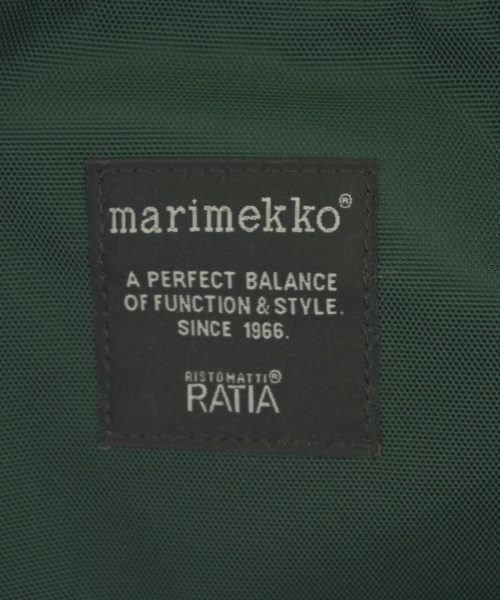 marimekko®
A PERFECT BALANCE
OF FUNCTION & STYLE.
SINCE 1966.
RISTOMATTI®
RATIA